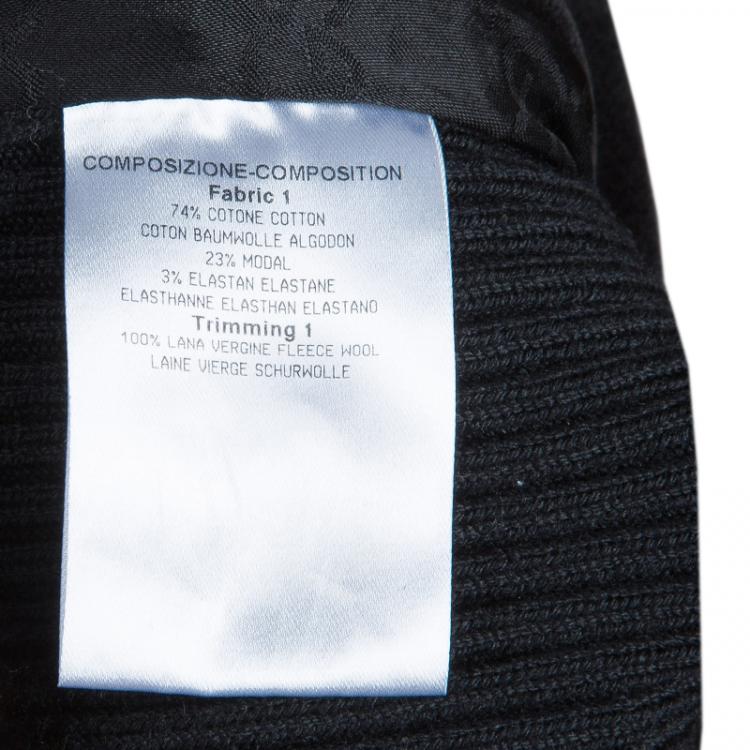 COMPOSIZIONE-COMPOSITION
Fabric 1
74% COTONE COTTON
COTON BAUMWOLLE ALGODON
23% MODAL
3% ELASTAN ELASTANE
ELASTHANNE ELASTHAN ELASTANO
Trimming 1
100% LANA VERGINE FLEECE WOOL
LAINE VIERGE SCHURWOLLE